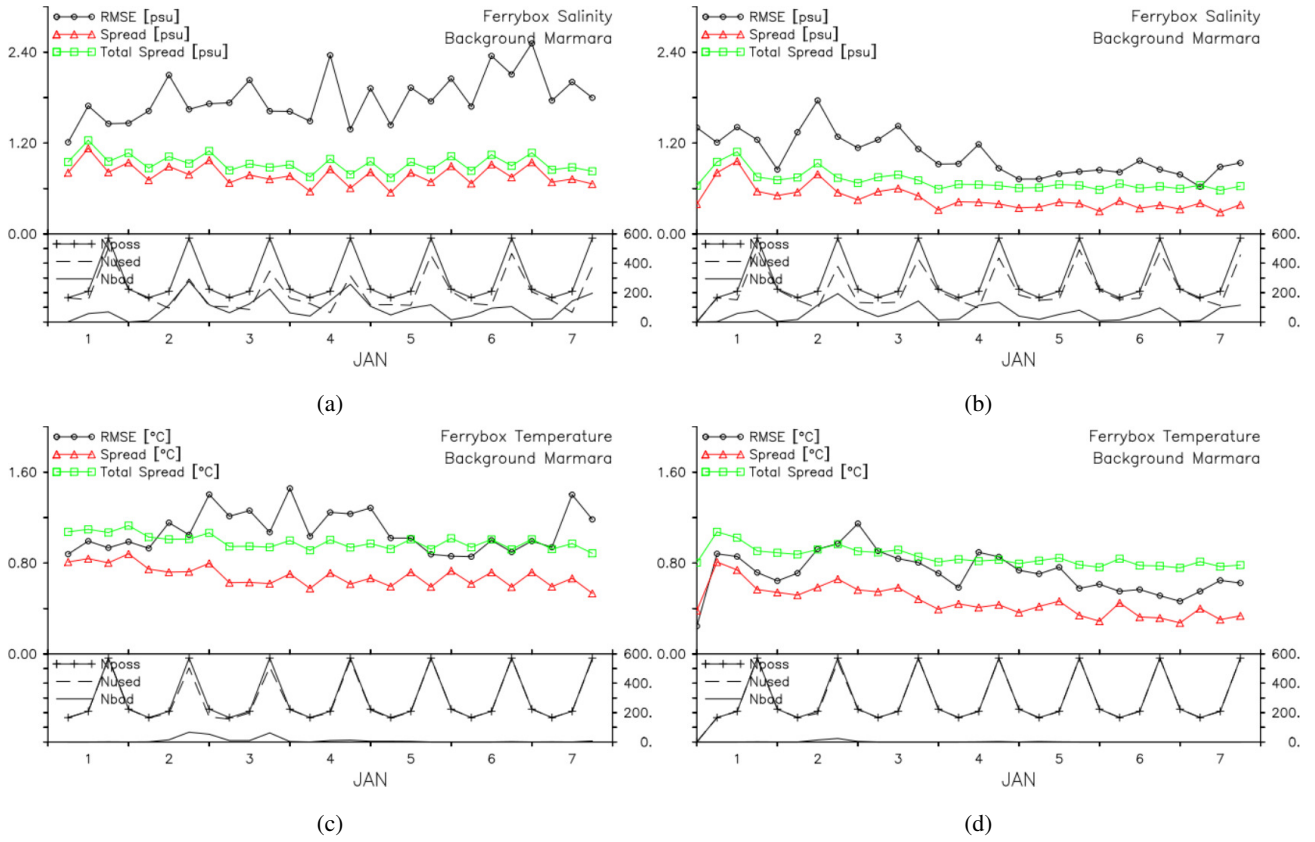 RMSE [psu]
Spread [psu]
Total Spread [psu]
Ferrybox Salinity
Background Marmara
2.40
1.20
0.00
Nposs
Nused
Nbad
600.
400.
200.
0.
1 2 3 4 5 6 7
JAN
(a)
RMSE [psu]
Spread [psu]
Total Spread [psu]
Ferrybox Salinity
Background Marmara
2.40
1.20
0.00
Nposs
Nused
Nbad
600.
400.
200.
0.
1 2 3 4 5 6 7
JAN
(b)
RMSE [°C]
Spread [°C]
Total Spread [°C]
Ferrybox Temperature
Background Marmara
1.60
0.80
0.00
Nposs
Nused
Nbad
600.
400.
200.
0.
1 2 3 4 5 6 7
JAN
(c)
RMSE [°C]
Spread [°C]
Total Spread [°C]
Ferrybox Temperature
Background Marmara
1.60
0.80
0.00
Nposs
Nused
Nbad
600.
400.
200.
0.
1 2 3 4 5 6 7
JAN
(d)